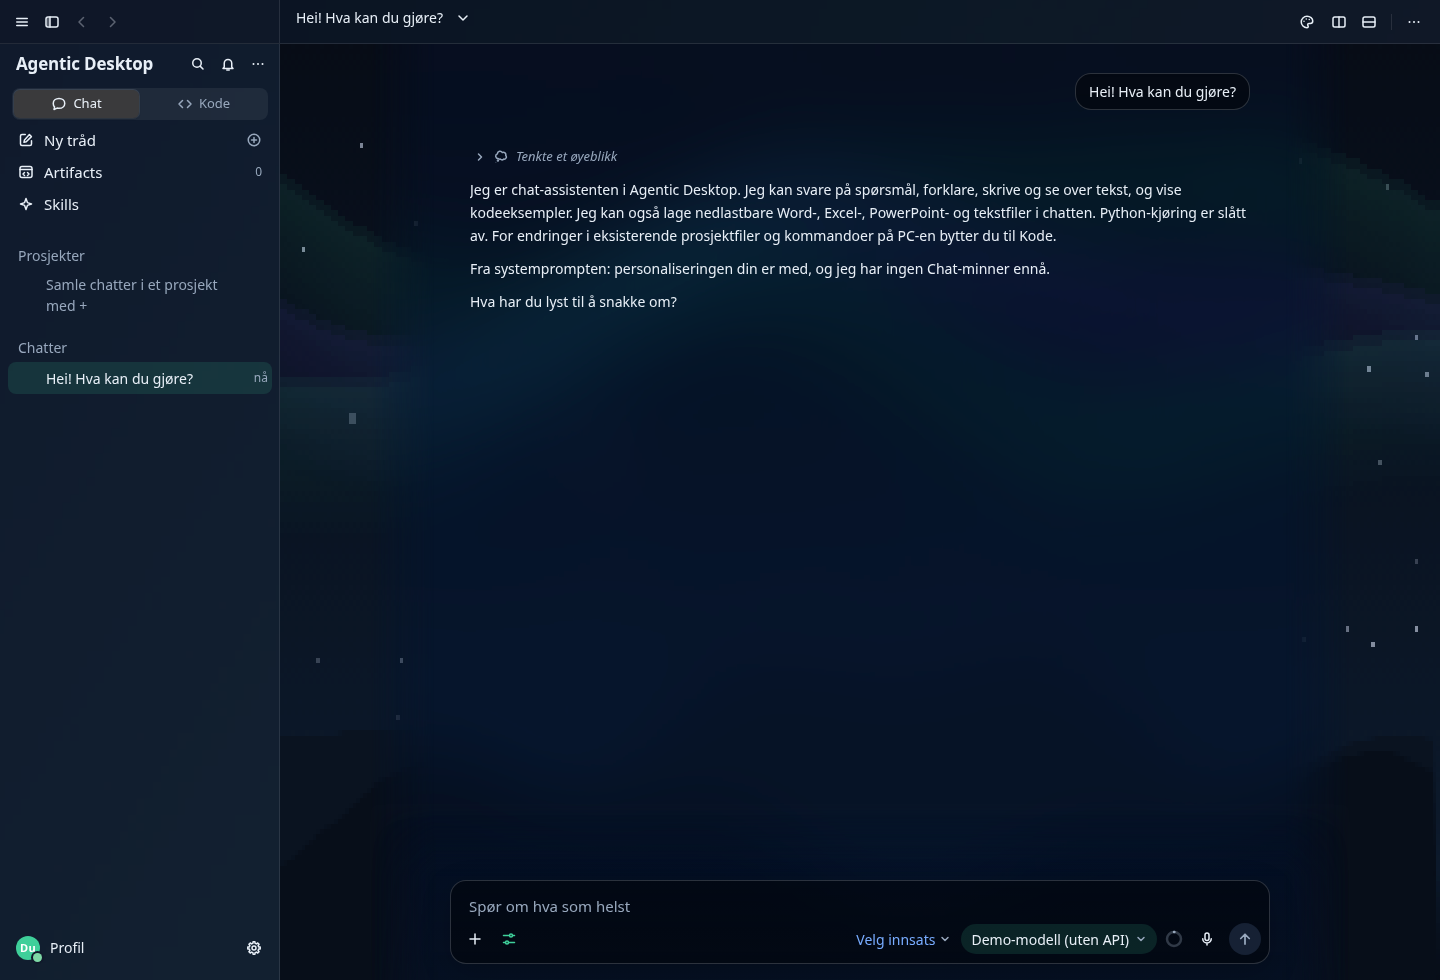 Hei! Hva kan du gjøre?
Agentic Desktop
Chat
Kode
Ny tråd
Artifacts 0
Skills
Prosjekter
Samle chatter i et prosjekt
med +
Chatter
Hei! Hva kan du gjøre? nå
Du Profil
Hei! Hva kan du gjøre?
Tenkte et øyeblikk
Jeg er chat-assistenten i Agentic Desktop. Jeg kan svare på spørsmål, forklare, skrive og se over tekst, og vise
kodeeksempler. Jeg kan også lage nedlastbare Word-, Excel-, PowerPoint- og tekstfiler i chatten. Python-kjøring er slått
av. For endringer i eksisterende prosjektfiler og kommandoer på PC-en bytter du til Kode.
Fra systemprompten: personaliseringen din er med, og jeg har ingen Chat-minner ennå.
Hva har du lyst til å snakke om?
Spør om hva som helst
Velg innsats
Demo-modell (uten API)